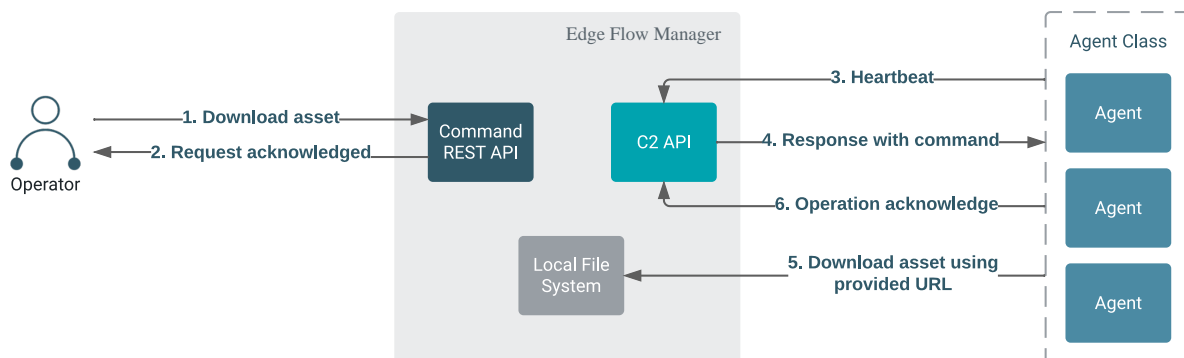 Edge Flow Manager
Agent Class
3. Heartbeat
Agent
1. Download asset
Command
REST API
C2 API
4. Response with command
2. Request acknowledged
Operator
6. Operation acknowledge
Agent
5. Download asset using
provided URL
Local File
System
Agent